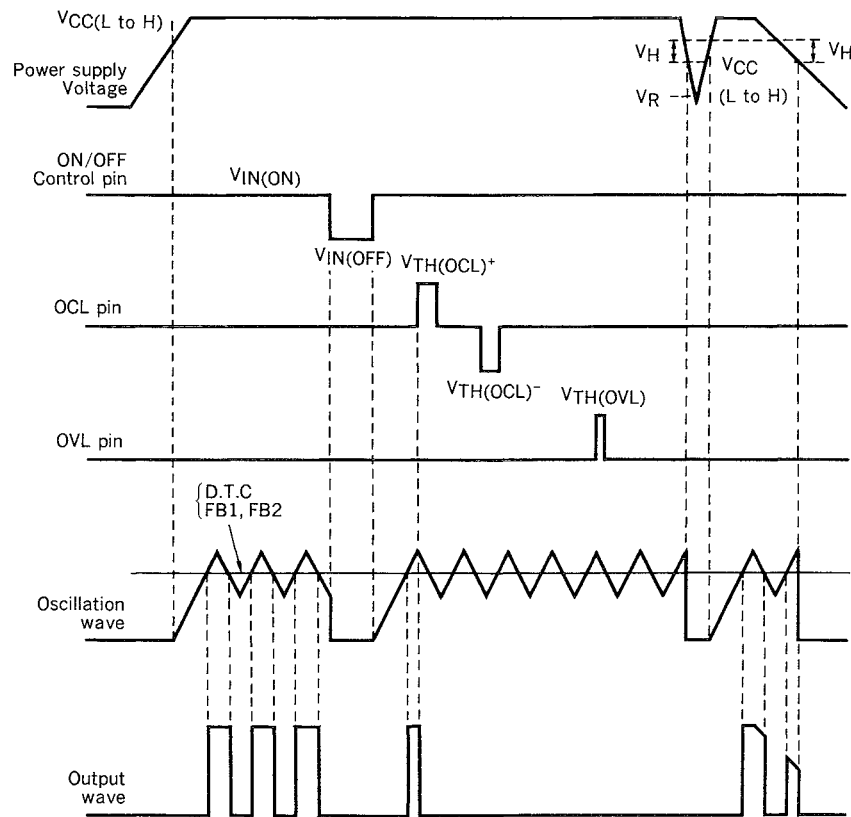 VCC(L to H)
Power supply
Voltage
VH
VR
VCC
(L to H)
VH
ON/OFF
Control pin
VIN(ON)
VIN(OFF)
VTH(OCL)+
OCL pin
VTH(OCL)-
VTH(OVL)
OVL pin
{D.T.C
FB1, FB2
Oscillation
wave
Output
wave